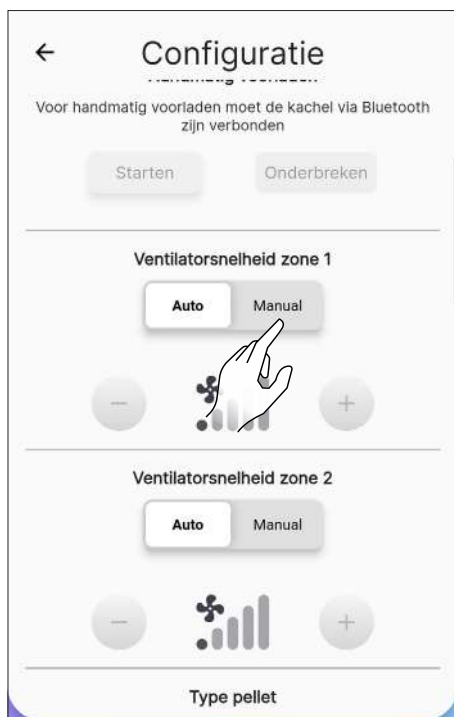 Configuratie
Voor handmatig voorladen moet de kachel via Bluetooth
zijn verbonden
Starten
Onderbreken
Ventilatorsnelheid zone 1
Auto
Manual
Ventilatorsnelheid zone 2
Auto
Manual
Type pellet